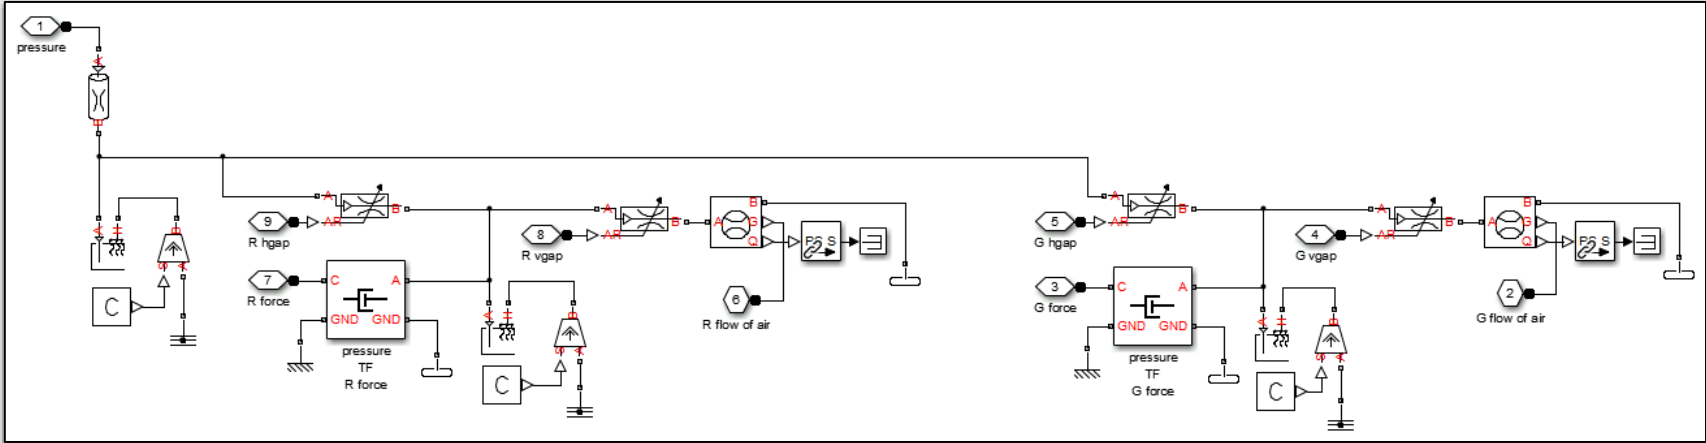 1
pressure
A
B
A
H
B
S
A
C
A
AR
B
9
R hgap
7
R force
C
A
GND
GND
pressure
TF
R force
A
AR
B
8
R vgap
A
H
B
S
A
C
A
B
G
Q
PS S
6
R flow of air
A
AR
B
5
G hgap
3
G force
C
A
GND
GND
pressure
TF
G force
A
AR
B
4
G vgap
A
H
B
S
A
C
A
B
G
Q
PS S
2
G flow of air